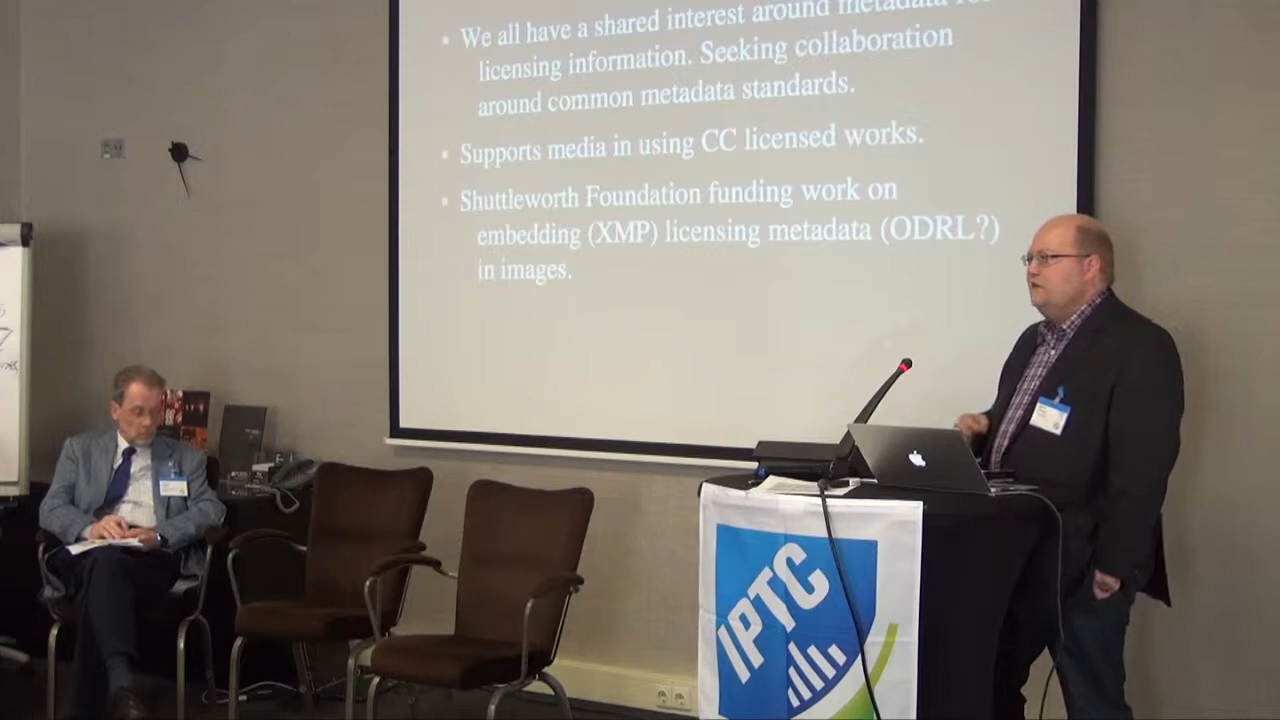 We all have a shared interest around metadata
licensing information. Seeking collaboration
around common metadata standards.
Supports media in using CC licensed works.
Shuttleworth Foundation funding work on
embedding (XMP) licensing metadata (ODRL?)
in images.
IPTC